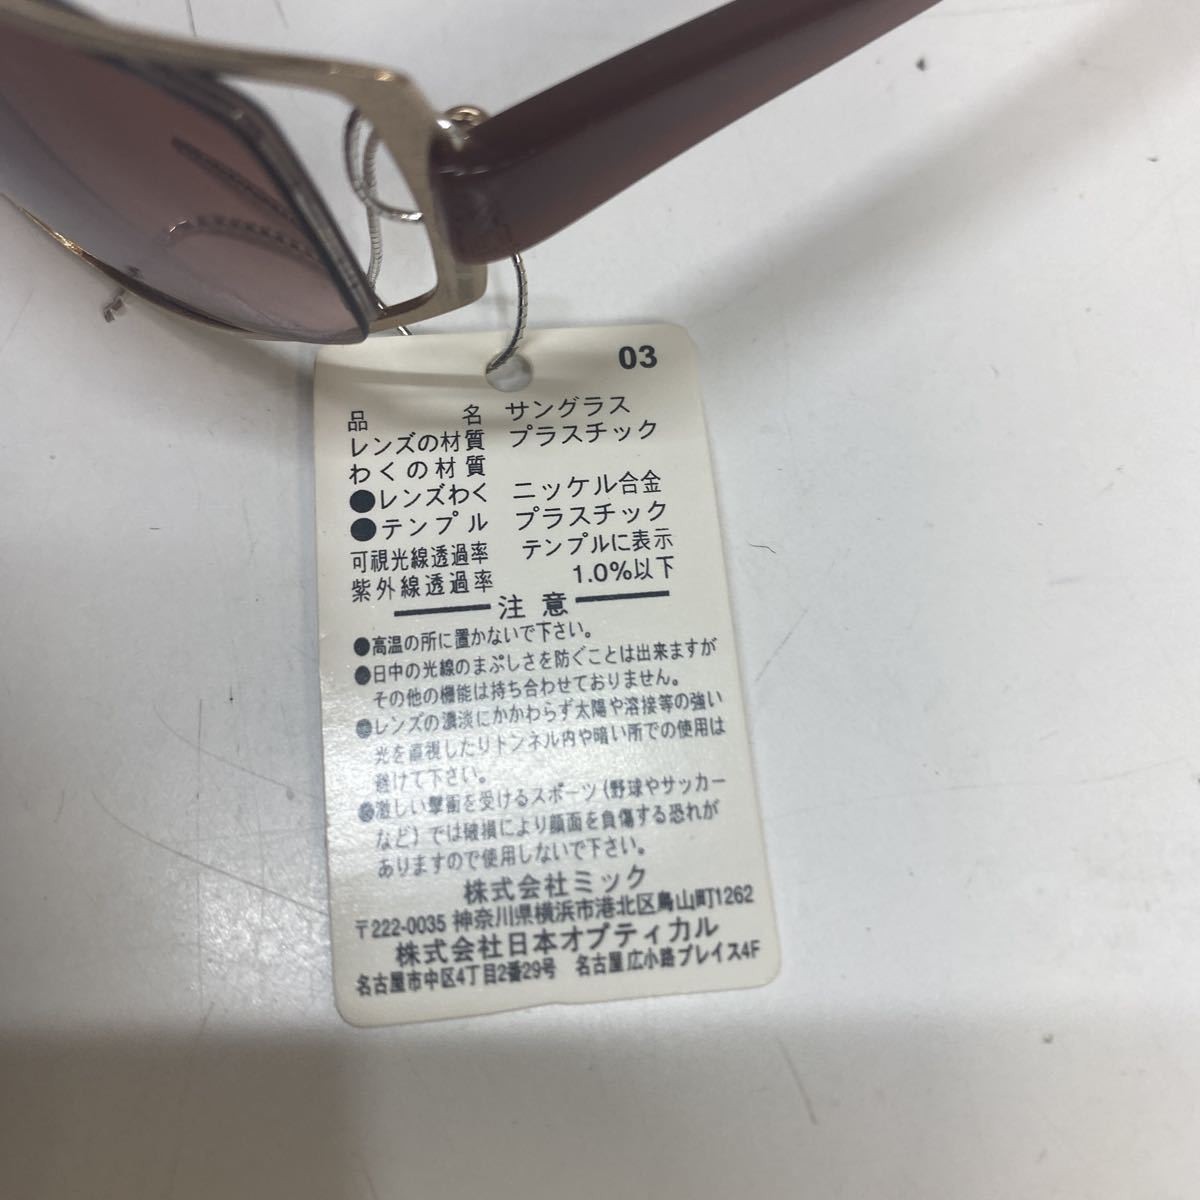 03
品名 サングラス
レンズの材質 プラスチック
わくの材質
●レンズわく ニッケル合金
●テンプル プラスチック
可視光線透過率 テンプルに表示
紫外線透過率 1.0%以下
注意
●高温の所に置かないで下さい。
●日中の光線のまぶしさを防ぐことは出来ますが
その他の機能は持ち合わせておりません。
●レンズの濃淡にかかわらず太陽や溶接等の強い
光を直視したりトンネル内や暗い所での使用は
避けて下さい。
●激しい撃衝を受けるスポーツ(野球やサッカー
など)では破損により顔面を負傷する恐れが
ありますので使用しないで下さい。
株式会社ミック
〒222-0035 神奈川県横浜市港北区鳥山町1262
株式会社日本オプティカル
名古屋市中区4丁目2番29号 名古屋広小路プレイス4F